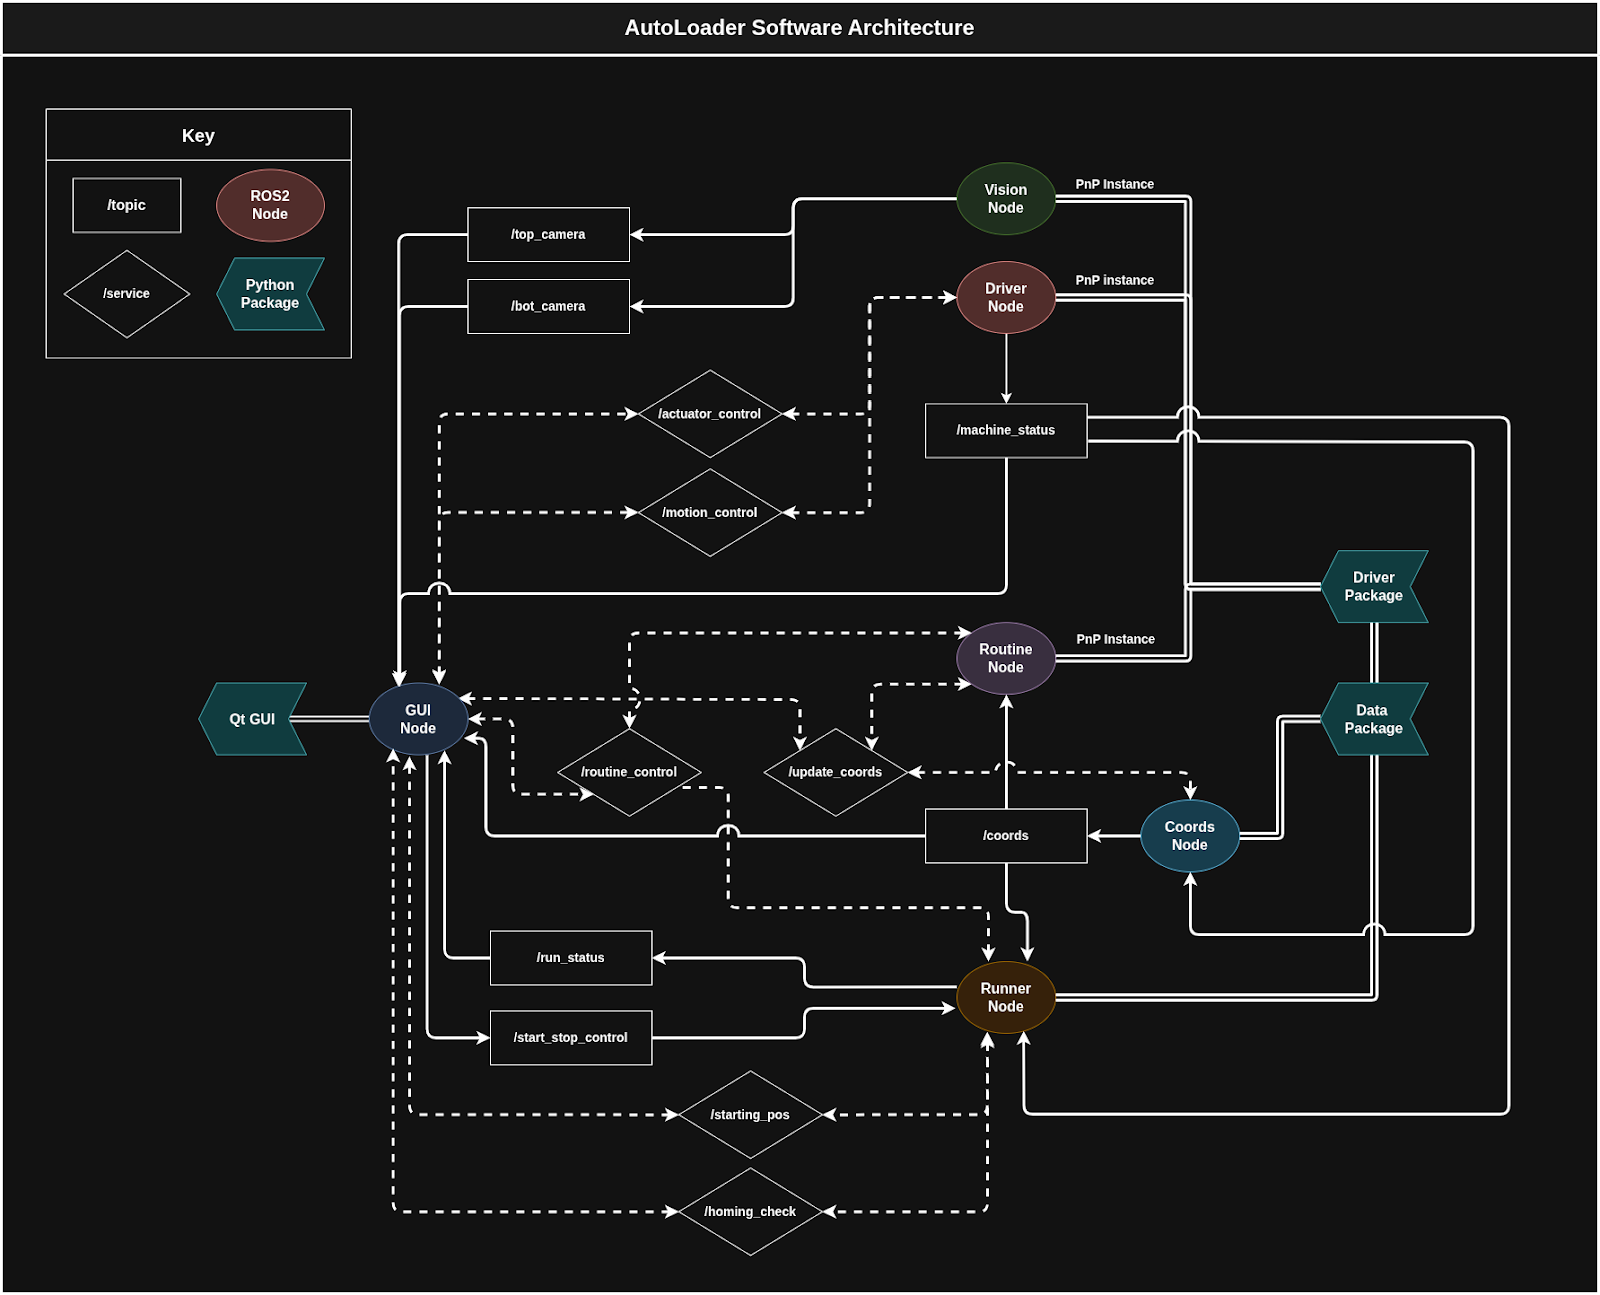 AutoLoader Software Architecture
Key
/topic
ROS2
Node
/service
Python
Package
Vision
Node
PnP Instance
/top_camera
Driver
Node
PnP instance
/bot_camera
/actuator_control
/machine_status
/motion_control
Driver
Package
Routine
Node
PnP Instance
Qt GUI
GUI
Node
Data
Package
/routine_control
/update_coords
/coords
Coords
Node
/run_status
Runner
Node
/start_stop_control
/starting_pos
/homing_check